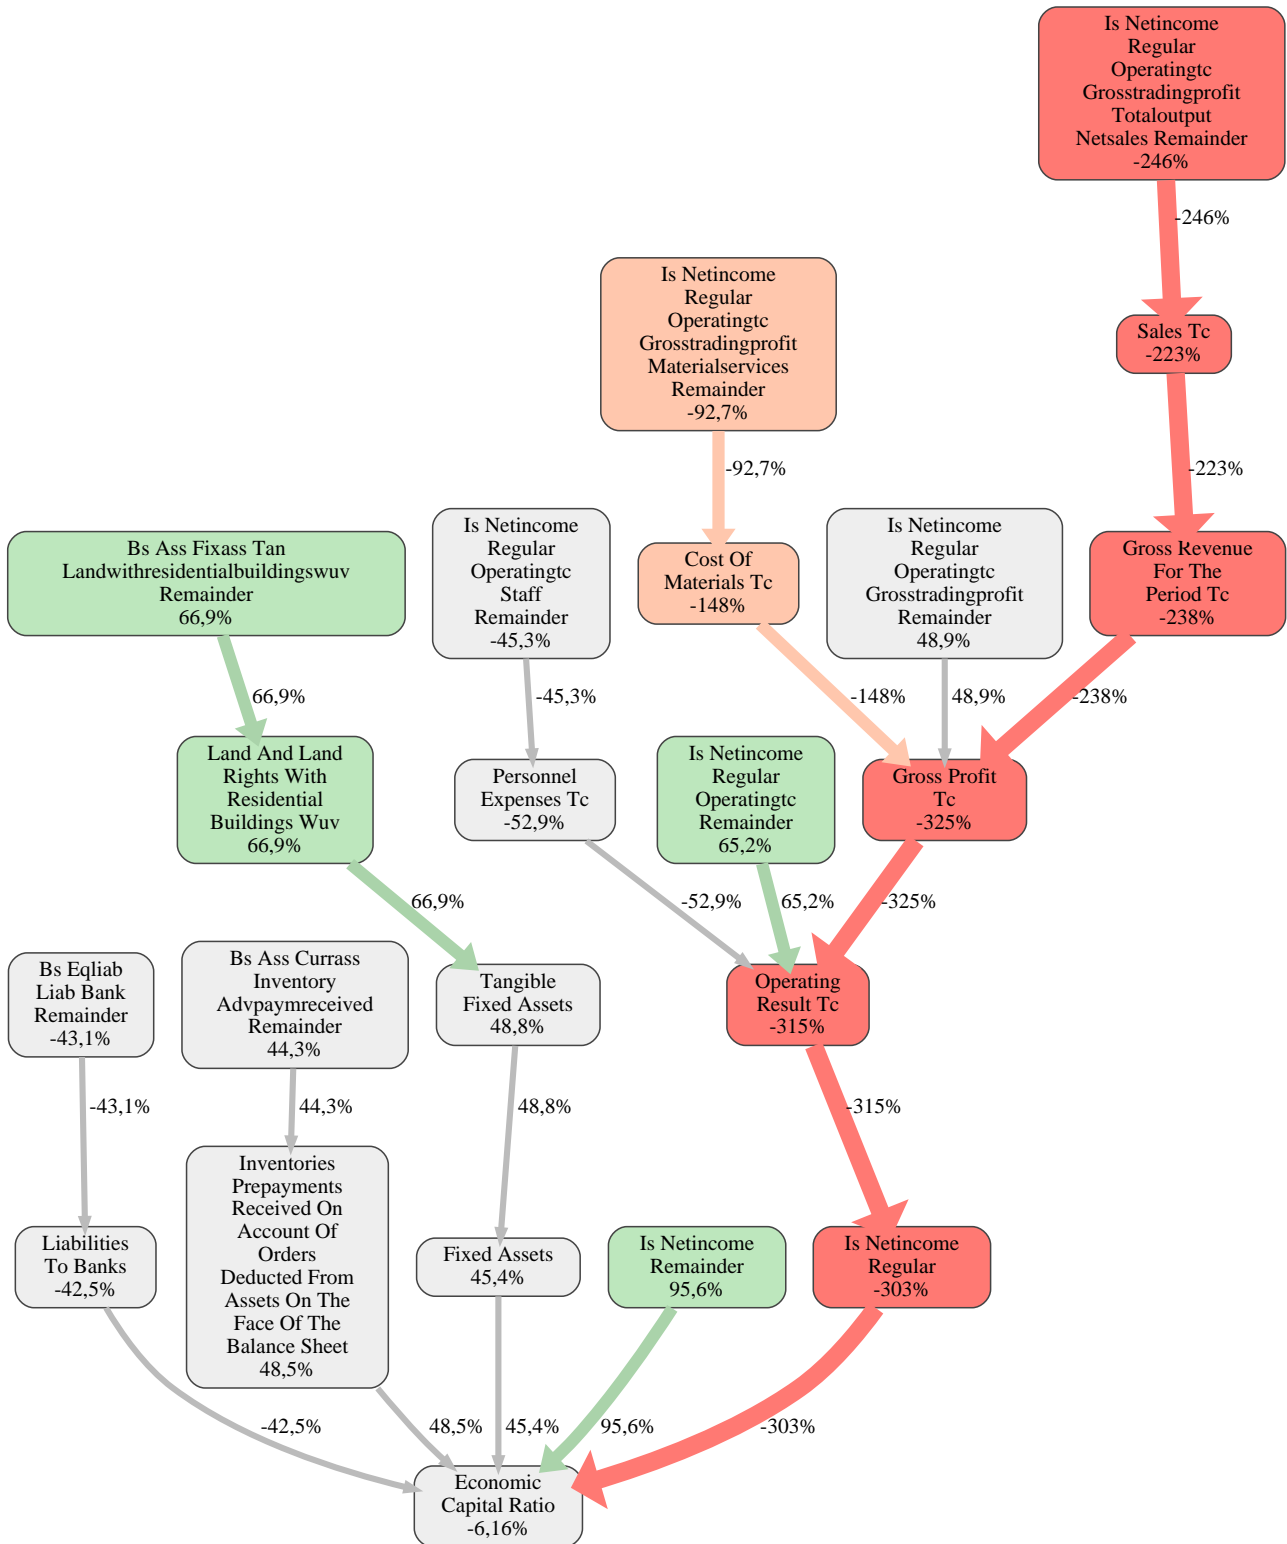 Is Netincome
Regular
Operatingtc
Grosstradingprofit
Totaloutput
Netsales Remainder
-246%
-246%
Is Netincome
Regular
Operatingtc
Grosstradingprofit
Materialservices
Remainder
-92,7%
Sales Tc
-223%
-92,7%
-223%
Bs Ass Fixass Tan
Landwithresidentialbuildingswuv
Remainder
66,9%
Is Netincome
Regular
Operatingtc
Staff
Remainder
-45,3%
Cost Of
Materials Tc
-148%
Is Netincome
Regular
Operatingtc
Grosstradingprofit
Remainder
48,9%
Gross Revenue
For The
Period Tc
-238%
66,9%
-45,3%
-148%
48,9%
-238%
Land And Land
Rights With
Residential
Buildings Wuv
66,9%
Personnel
Expenses Tc
-52,9%
Is Netincome
Regular
Operatingtc
Remainder
65,2%
Gross Profit
Tc
-325%
66,9%
-52,9%
65,2%
-325%
Bs Eqliab
Liab Bank
Remainder
-43,1%
Bs Ass Currass
Inventory
Advpaymreceived
Remainder
44,3%
Tangible
Fixed Assets
48,8%
Operating
Result Tc
-315%
-43,1%
44,3%
48,8%
-315%
Liabilities
To Banks
-42,5%
Inventories
Prepayments
Received On
Account Of
Orders
Deducted From
Assets On The
Face Of The
Balance Sheet
48,5%
Fixed Assets
45,4%
Is Netincome
Remainder
95,6%
Is Netincome
Regular
-303%
-42,5%
48,5%
45,4%
95,6%
-303%
Economic
Capital Ratio
-6,16%